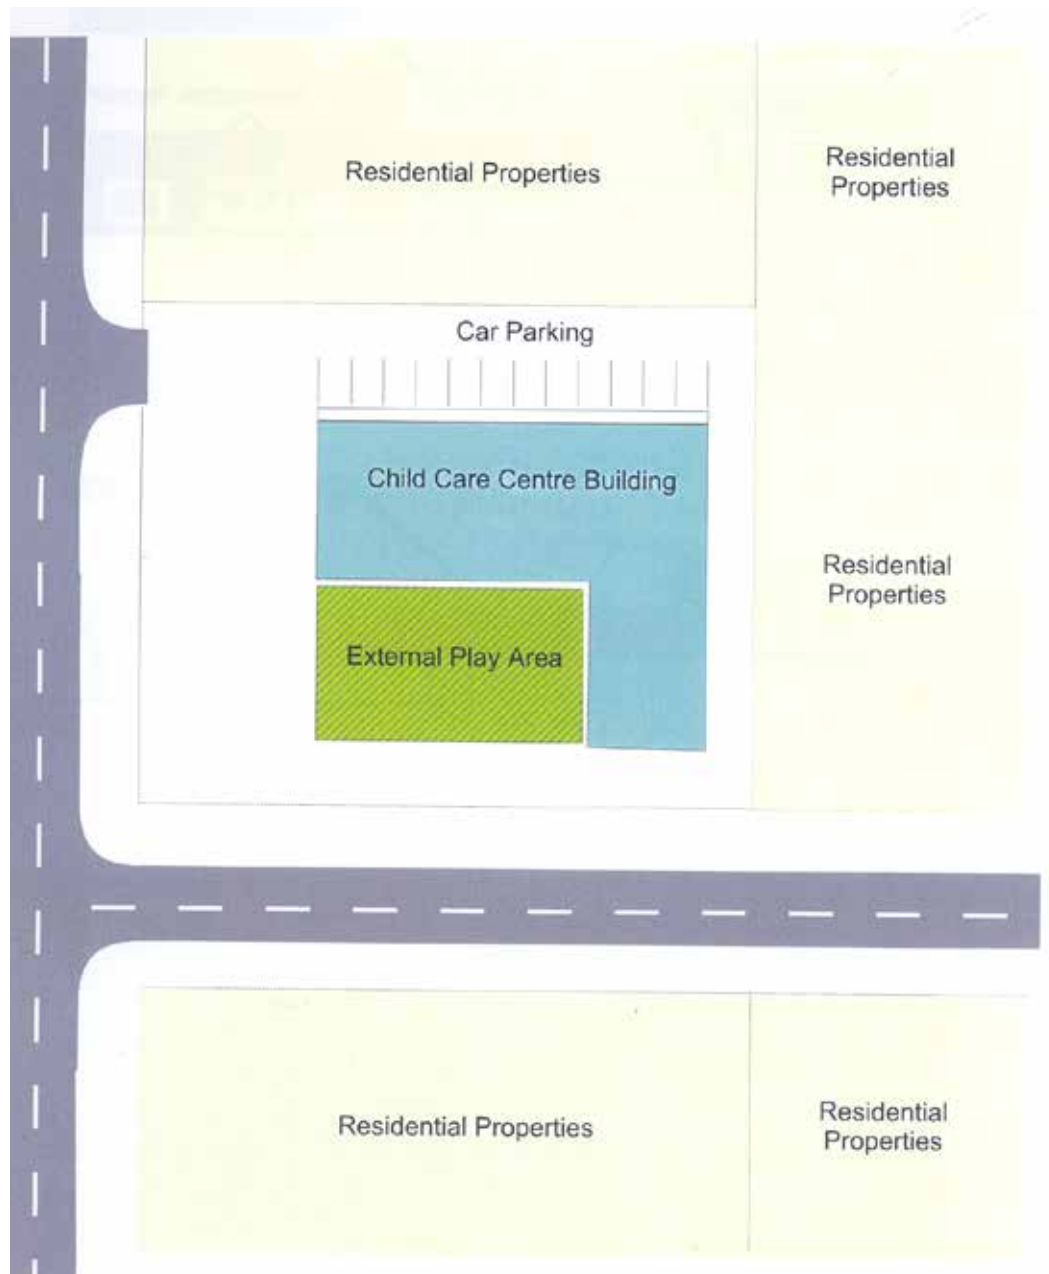 Residential Properties
Residential
Properties
Car Parking
Child Care Centre Building
Residential
Properties
External Play Area
Residential Properties
Residential
Properties